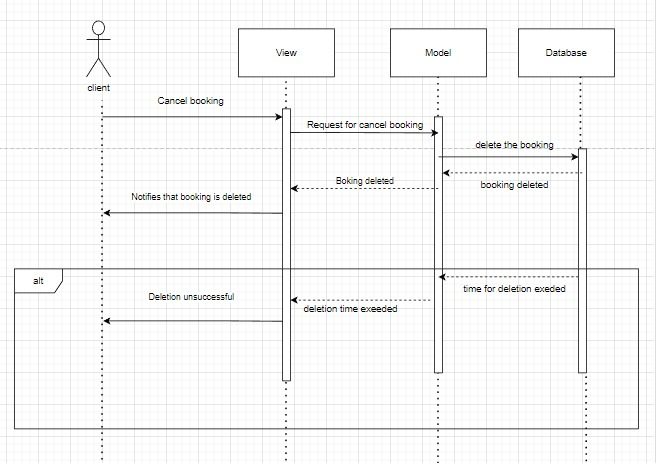 View
Model
Database
client
Cancel booking
Request for cancel booking
delete the booking
Boking deleted
booking deleted
Notifies that booking is deleted
alt
time for deletion exeded
Deletion unsuccessful
deletion time exeeded